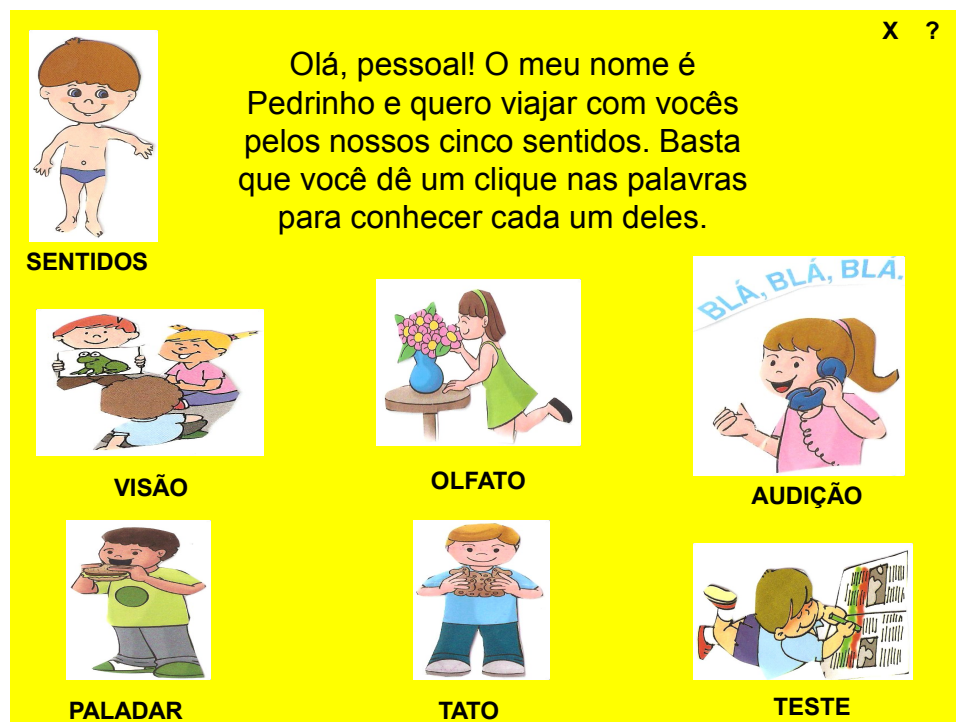 X ?
Olá, pessoal! O meu nome é
Pedrinho e quero viajar com vocês
pelos nossos cinco sentidos. Basta
que você dê um clique nas palavras
para conhecer cada um deles.
SENTIDOS
BLÁ, BLÁ, BLÁ.
VISÃO
OLFATO
AUDIÇÃO
PALADAR
TATO
TESTE